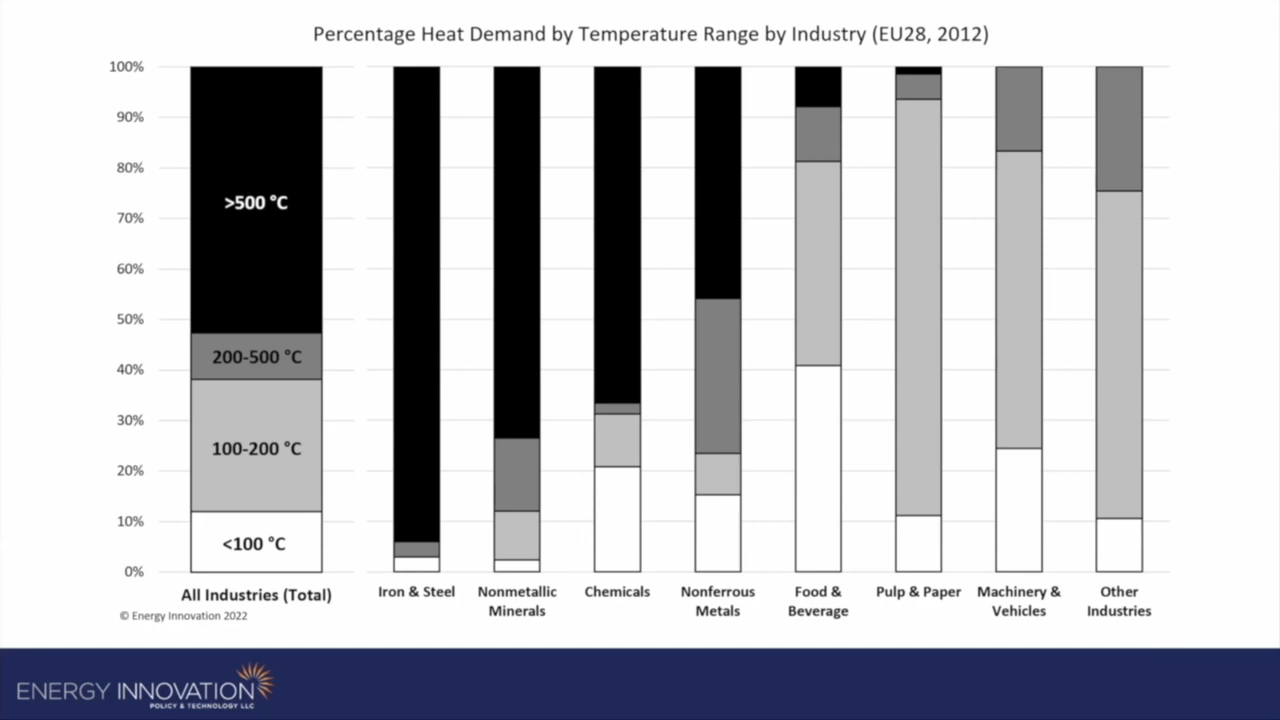 Percentage Heat Demand by Temperature Range by Industry (EU28, 2012)
100%
90%
80%
70%
60%
50%
40%
30%
20%
10%
0%
>500 °C
200-500 °C
100-200 °C
<100 °C
All Industries (Total)
Iron & Steel
Nonmetallic
Minerals
Chemicals
Nonferrous
Metals
Food &
Beverage
Pulp & Paper
Machinery &
Vehicles
Other
Industries
© Energy Innovation 2022
ENERGY INNOVATION
POLICY & TECHNOLOGY LLC